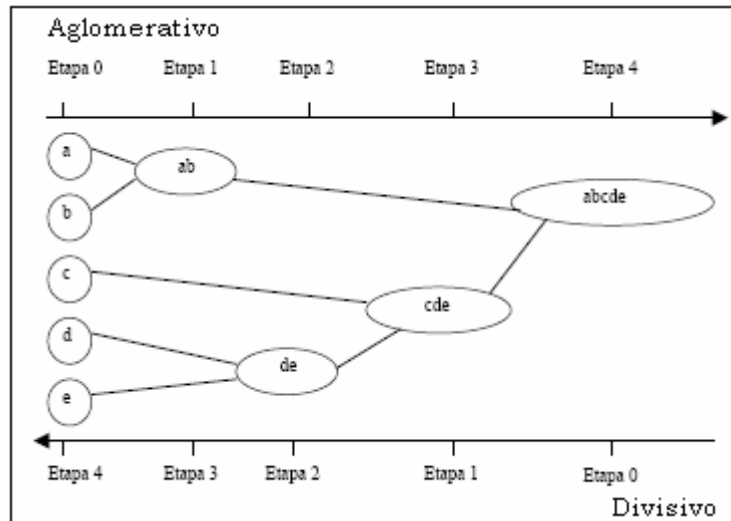 Aglomerativo
Etapa 0 Etapa 1 Etapa 2 Etapa 3 Etapa 4
a
ab
b
abcde
c
cde
d
de
e
Etapa 4 Etapa 3 Etapa 2 Etapa 1 Etapa 0
Divisivo